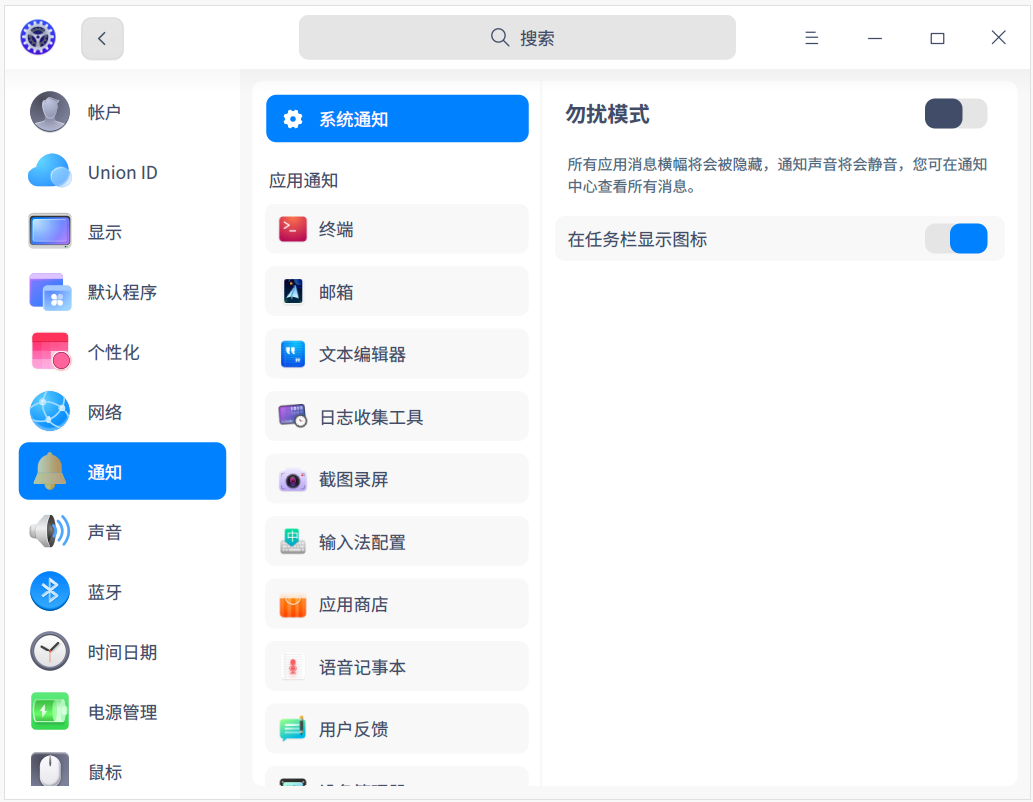 搜索
帐户
Union ID
显示
默认程序
个性化
网络
通知
声音
蓝牙
时间日期
电源管理
鼠标
系统通知
应用通知
终端
邮箱
文本编辑器
日志收集工具
截图录屏
输入法配置
应用商店
语音记事本
用户反馈
勿扰模式
所有应用消息横幅将会被隐藏，通知声音将会静音，您可在通知
中心查看所有消息。
在任务栏显示图标